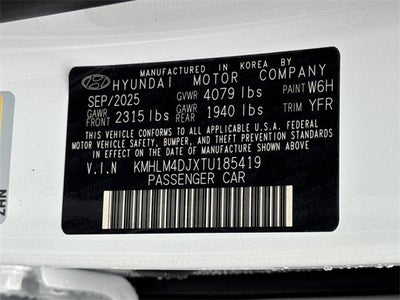 MANUFACTURED IN KOREA BY
HYUNDAI MOTOR COMPANY
SEP/2025 GVWR 4079 lbs PAINT W6H
GAWR FRONT 2315 lbs GAWR REAR 1940 lbs TRIM YFR
THIS VEHICLE CONFORMS TO ALL APPLICABLE U.S.A. FEDERAL
MOTOR VEHICLE SAFETY, BUMPER, AND THEFT PREVENTION STANDARDS
IN EFFECT ON THE DATE OF MANUFACTURE SHOWN ABOVE.
V.I.N KMHLM4DJXTU185419
PASSENGER CAR